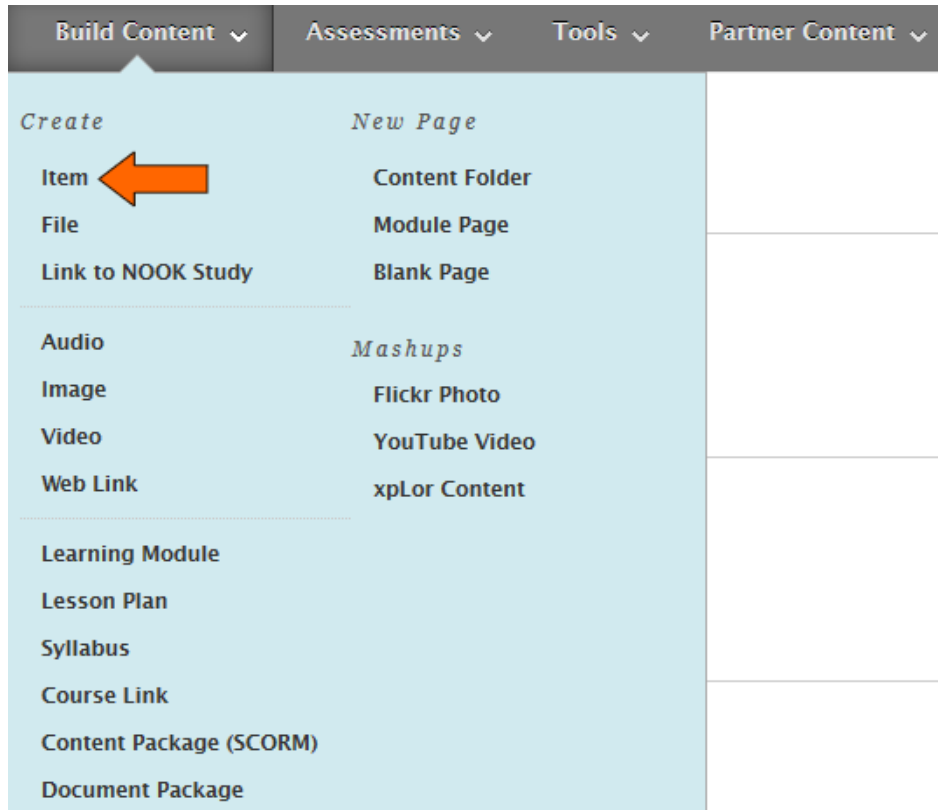 Build Content Assessments Tools Partner Content
Create
Item
File
Link to NOOK Study
Audio
Image
Video
Web Link
Learning Module
Lesson Plan
Syllabus
Course Link
Content Package (SCORM)
Document Package
New Page
Content Folder
Module Page
Blank Page
Mashups
Flickr Photo
YouTube Video
xpLor Content